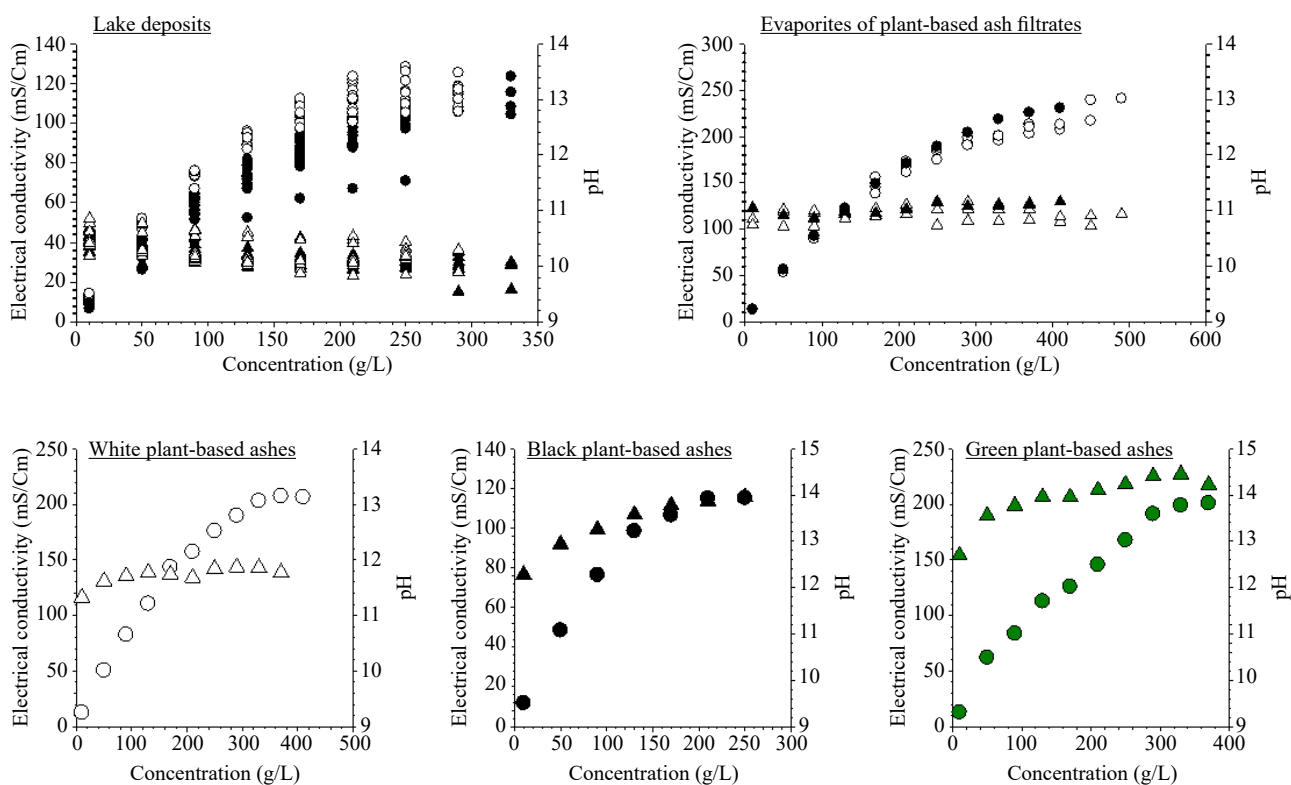 Lake deposits
Electrical conductivity (mS/Cm)
140
120
100
80
60
40
20
0
14
13
12
11
10
9
pH
0 50 100 150 200 250 300 350
Concentration (g/L)
Evaporites of plant-based ash filtrates
Electrical conductivity (mS/Cm)
300
250
200
150
100
50
0
14
13
12
11
10
9
pH
0 100 200 300 400 500 600
Concentration (g/L)
White plant-based ashes
Electrical conductivity (mS/Cm)
250
200
150
100
50
0
14
13
12
11
10
9
pH
0 100 200 300 400 500
Concentration (g/L)
Black plant-based ashes
Electrical conductivity (mS/Cm)
140
120
100
80
60
40
20
0
15
14
13
12
11
10
9
pH
0 50 100 150 200 250 300
Concentration (g/L)
Green plant-based ashes
Electrical conductivity (mS/Cm)
250
200
150
100
50
0
15
14
13
12
11
10
9
pH
0 100 200 300 400
Concentration (g/L)